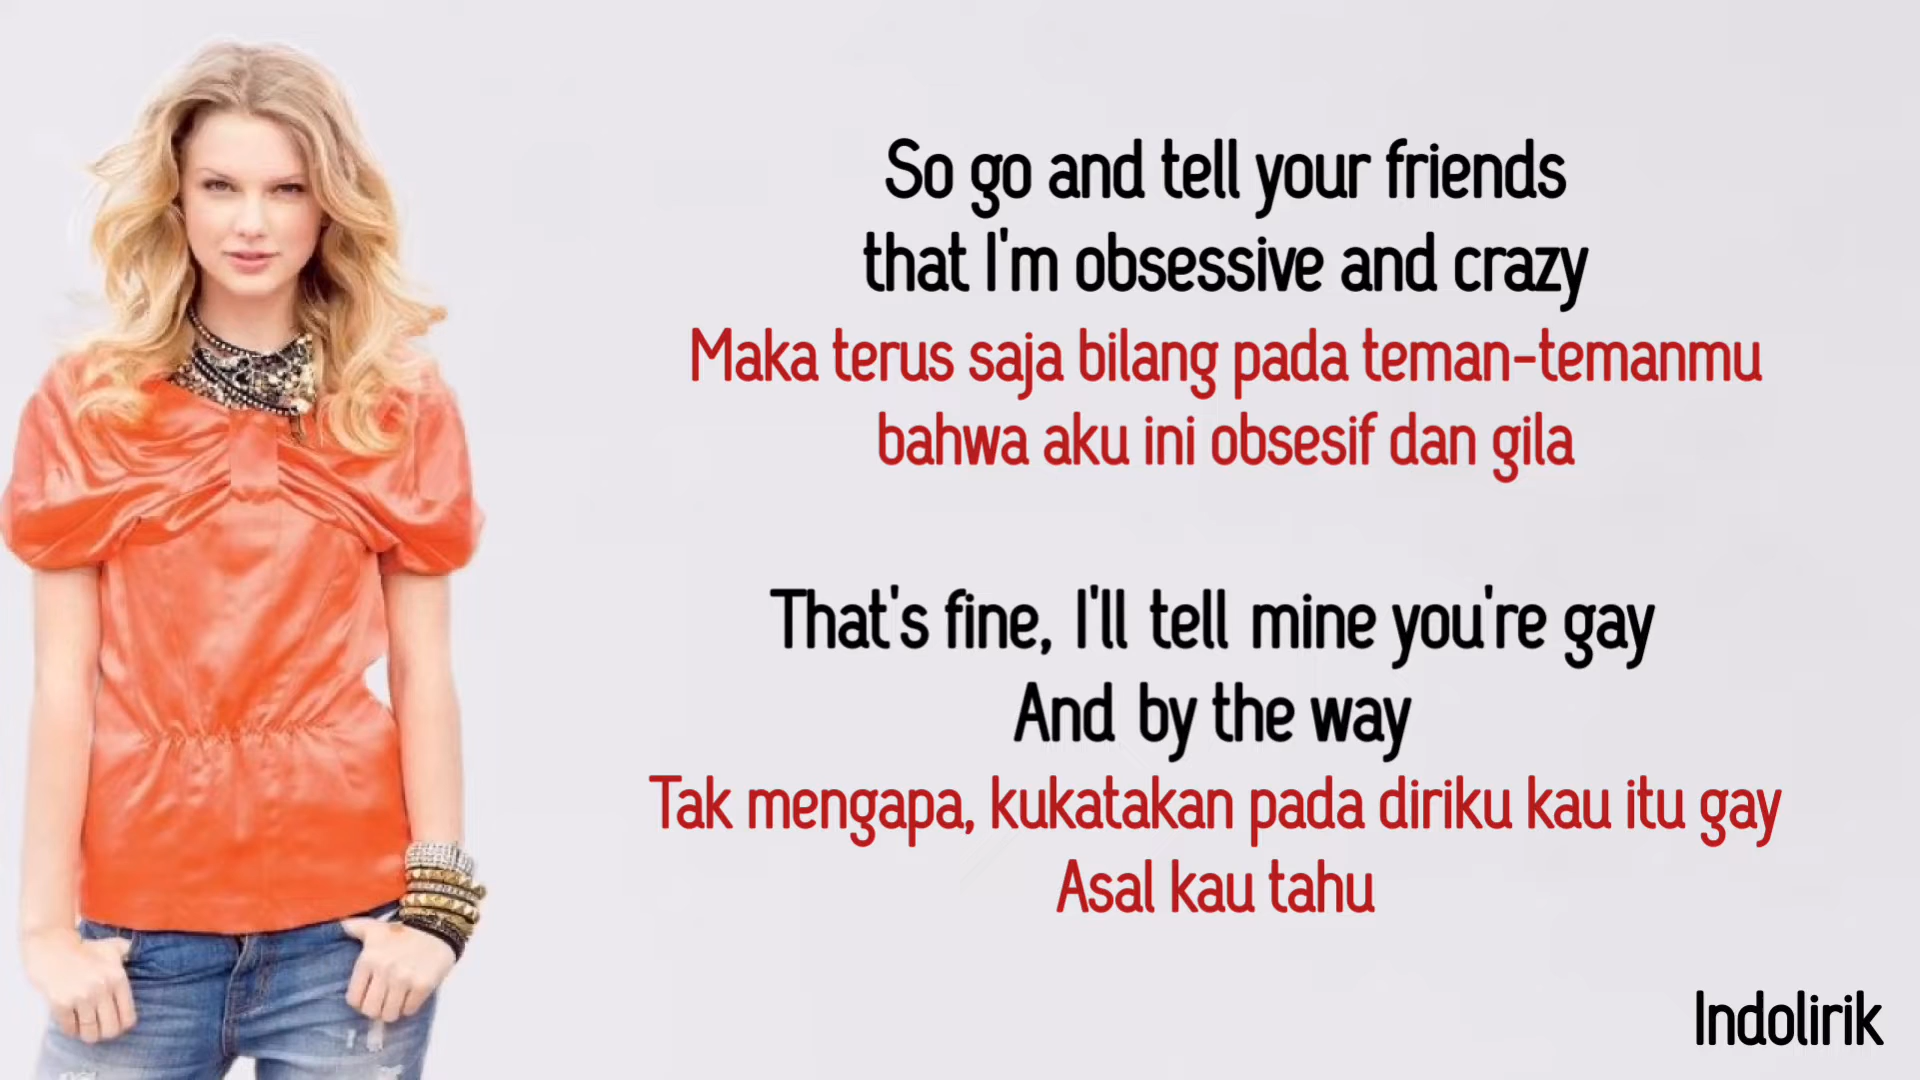 So go and tell your friends
that I'm obsessive and crazy
Maka terus saja bilang pada teman-temanmu
bahwa aku ini obsesif dan gila
That's fine, I'll tell mine you're gay
And by the way
Tak mengapa, kukatakan pada diriku kau itu gay
Asal kau tahu
Indolirik